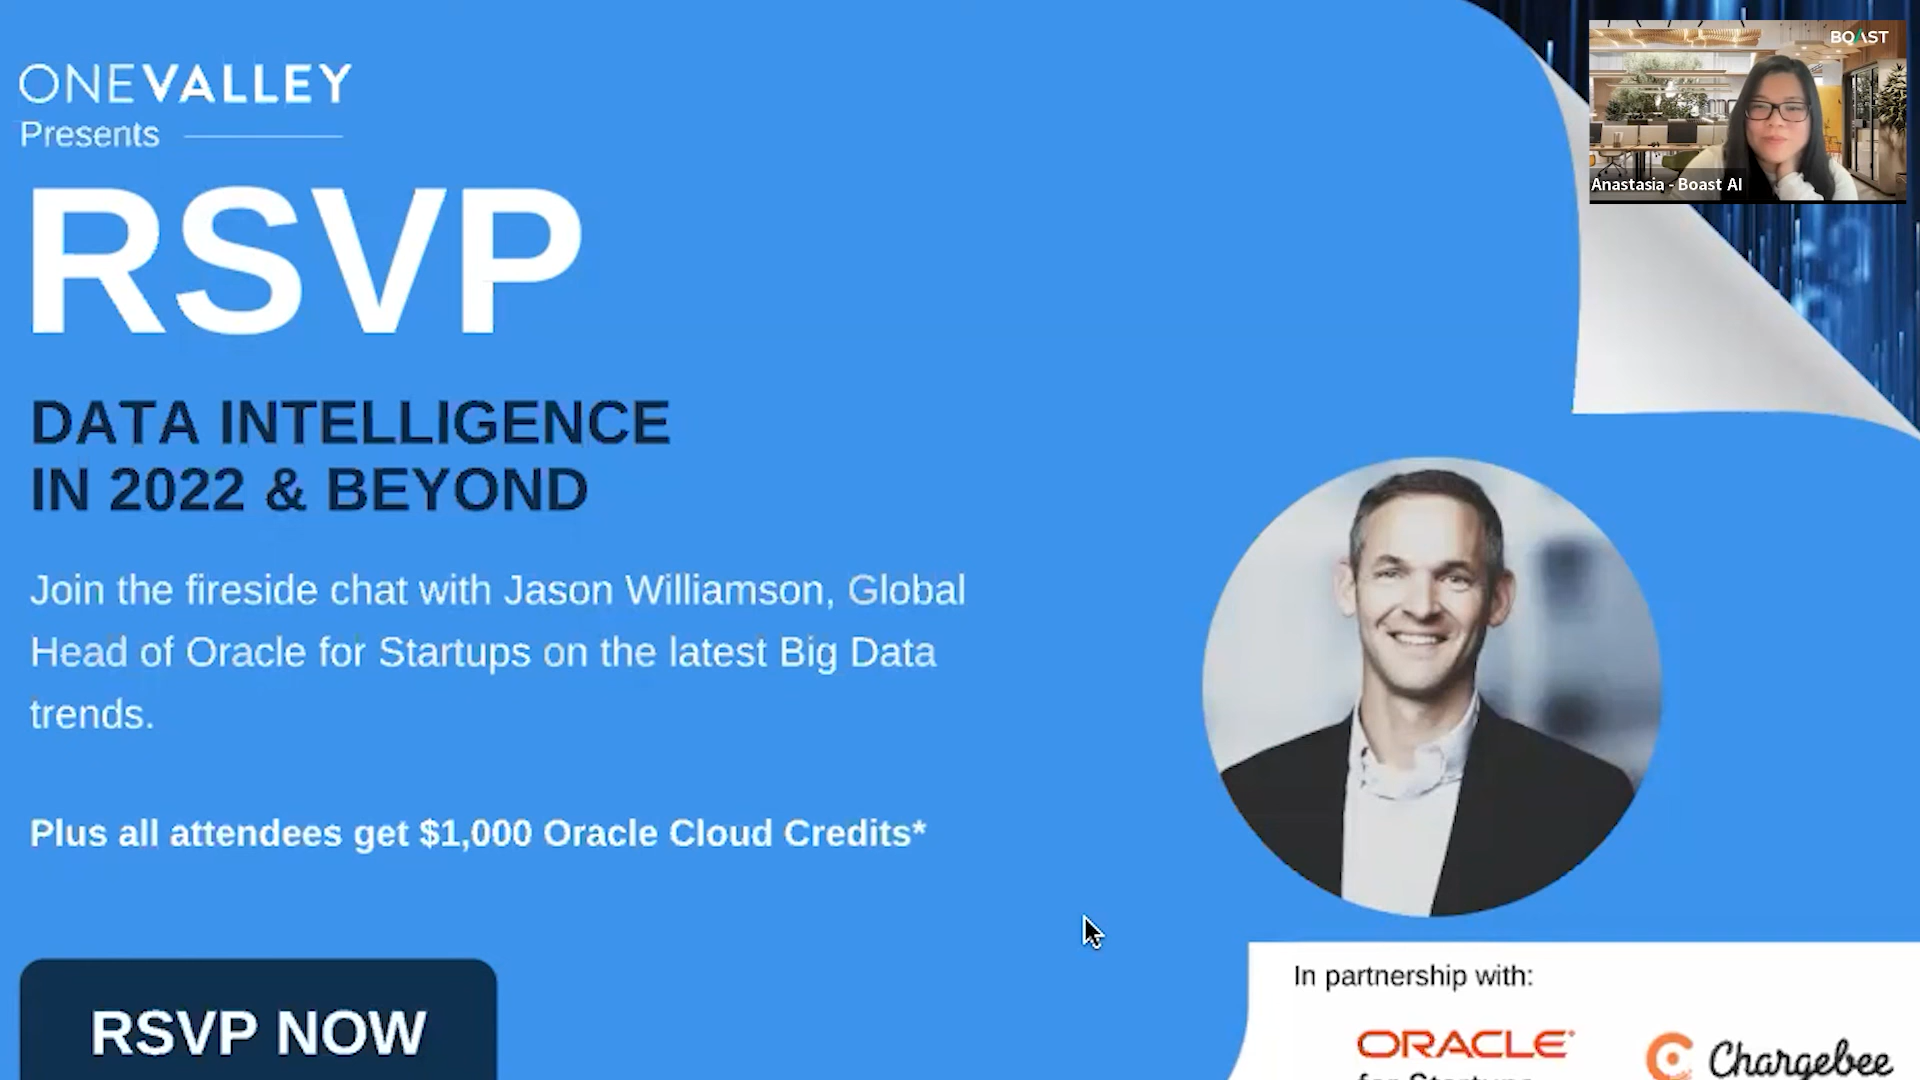 ONEVALLEY
Presents
RSVP
DATA INTELLIGENCE
IN 2022 & BEYOND
Join the fireside chat with Jason Williamson, Global
Head of Oracle for Startups on the latest Big Data
trends.
Plus all attendees get $1,000 Oracle Cloud Credits*
RSVP NOW
BOAST
Anastasia - Boast AI
In partnership with:
ORACLE
for Startups
Chargebee